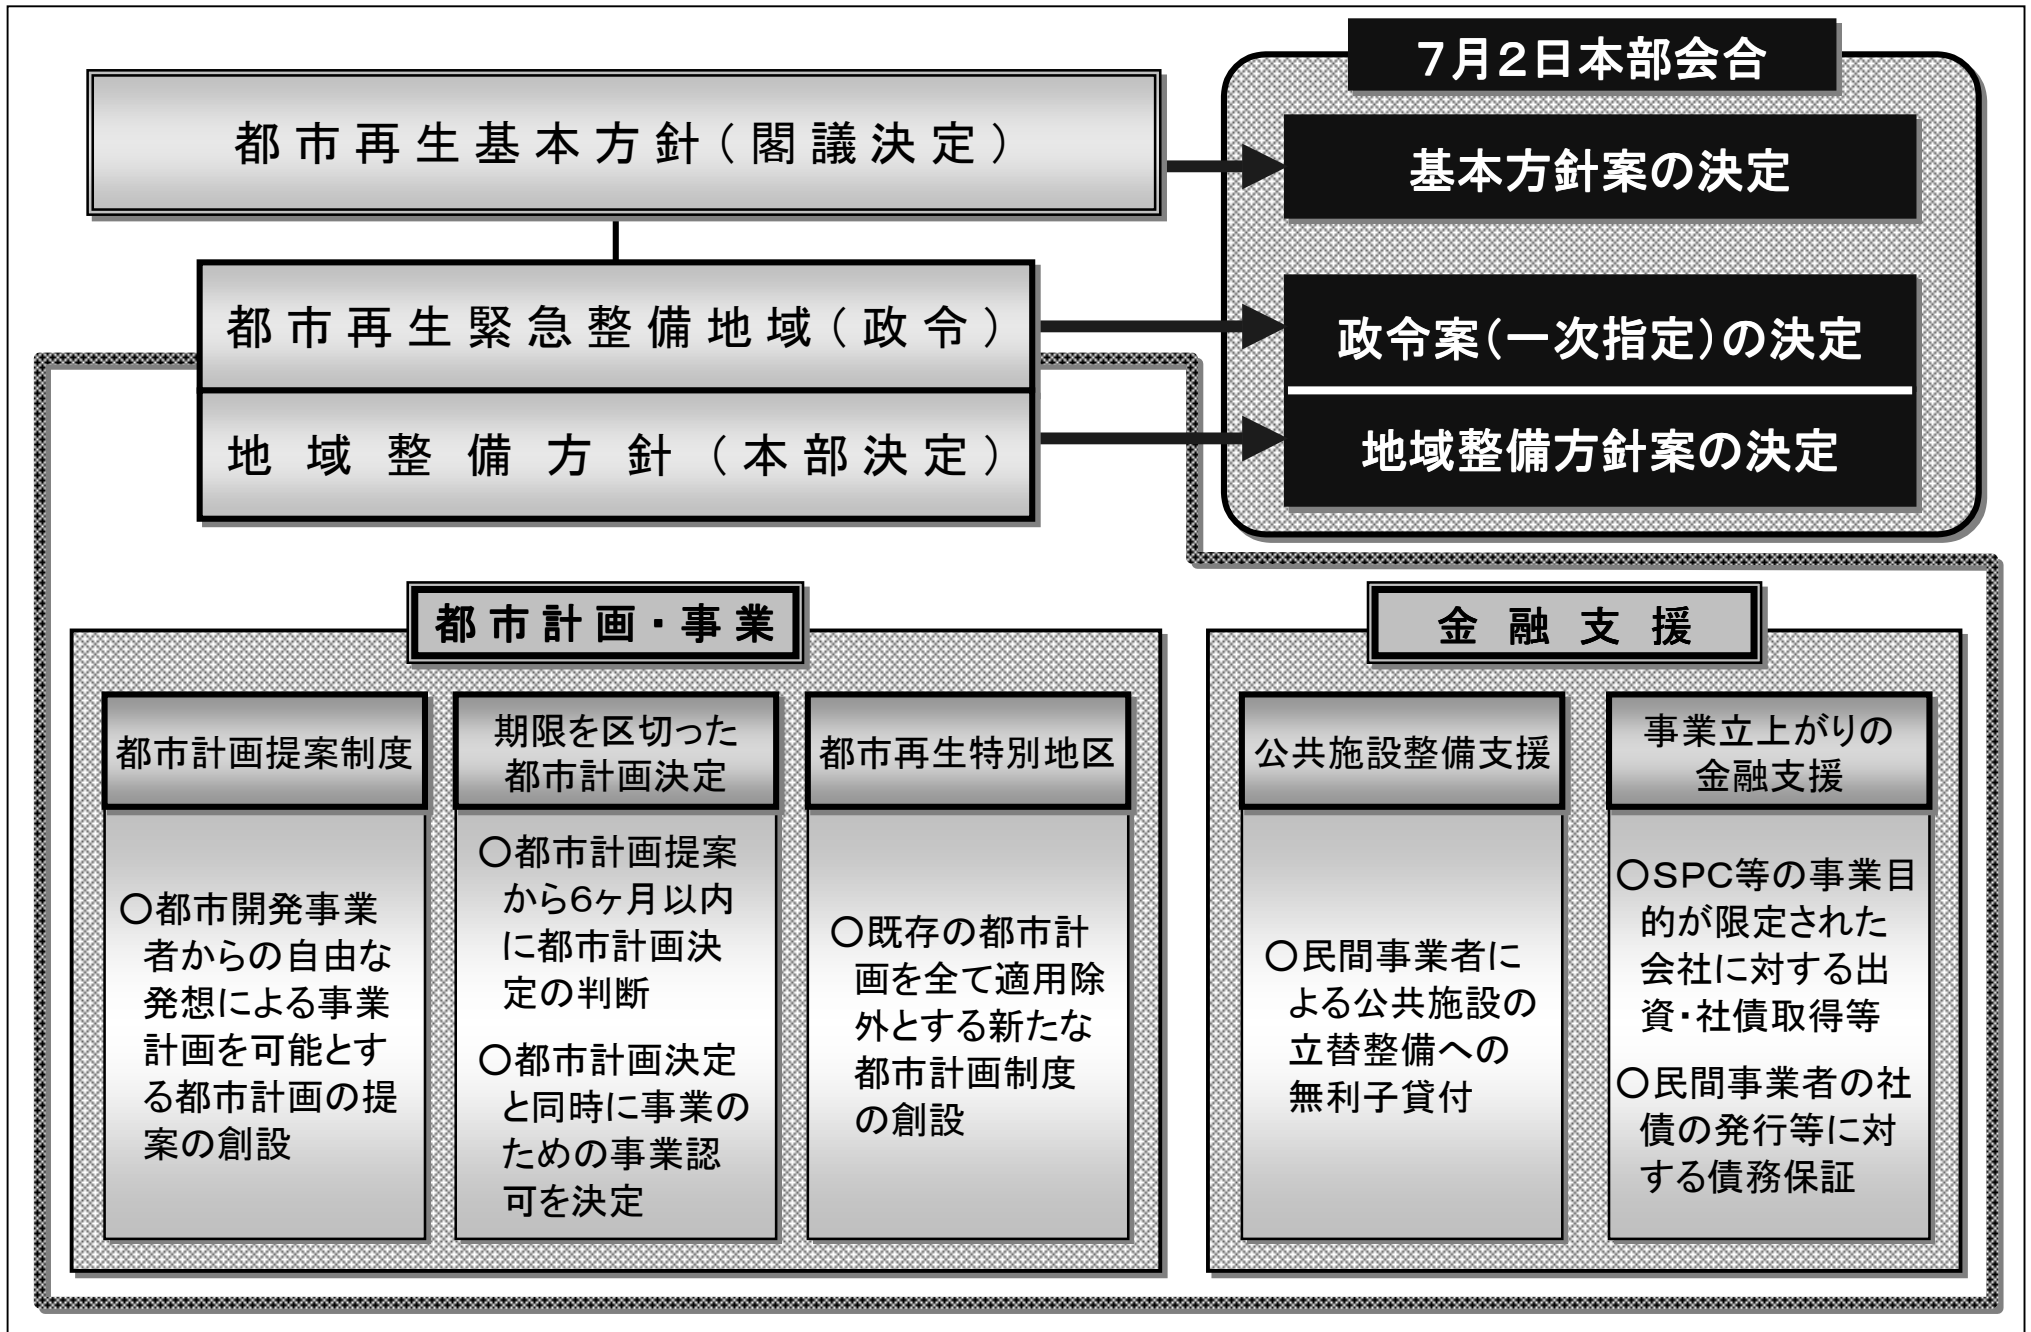 都市再生基本方針(閣議決定)
7月2日本部会合
基本方針案の決定
都市再生緊急整備地域(政令)
政令案(一次指定)の決定
地域整備方針(本部決定)
地域整備方針案の決定
都市計画・事業
都市計画提案制度
○都市開発事業
者からの自由な
発想による事業
計画を可能とす
る都市計画の提
案の創設
期限を区切った
都市計画決定
○都市計画提案
から6ヶ月以内
に都市計画決
定の判断
○都市計画決定
と同時に事業の
ための事業認
可を決定
都市再生特別地区
○既存の都市計
画を全て適用除
外とする新たな
都市計画制度
の創設
金融支援
公共施設整備支援
○民間事業者に
よる公共施設の
立替整備への
無利子貸付
事業立上がりの
金融支援
○SPC等の事業目
的が限定された
会社に対する出
資・社債取得等
○民間事業者の社
債の発行等に対
する債務保証